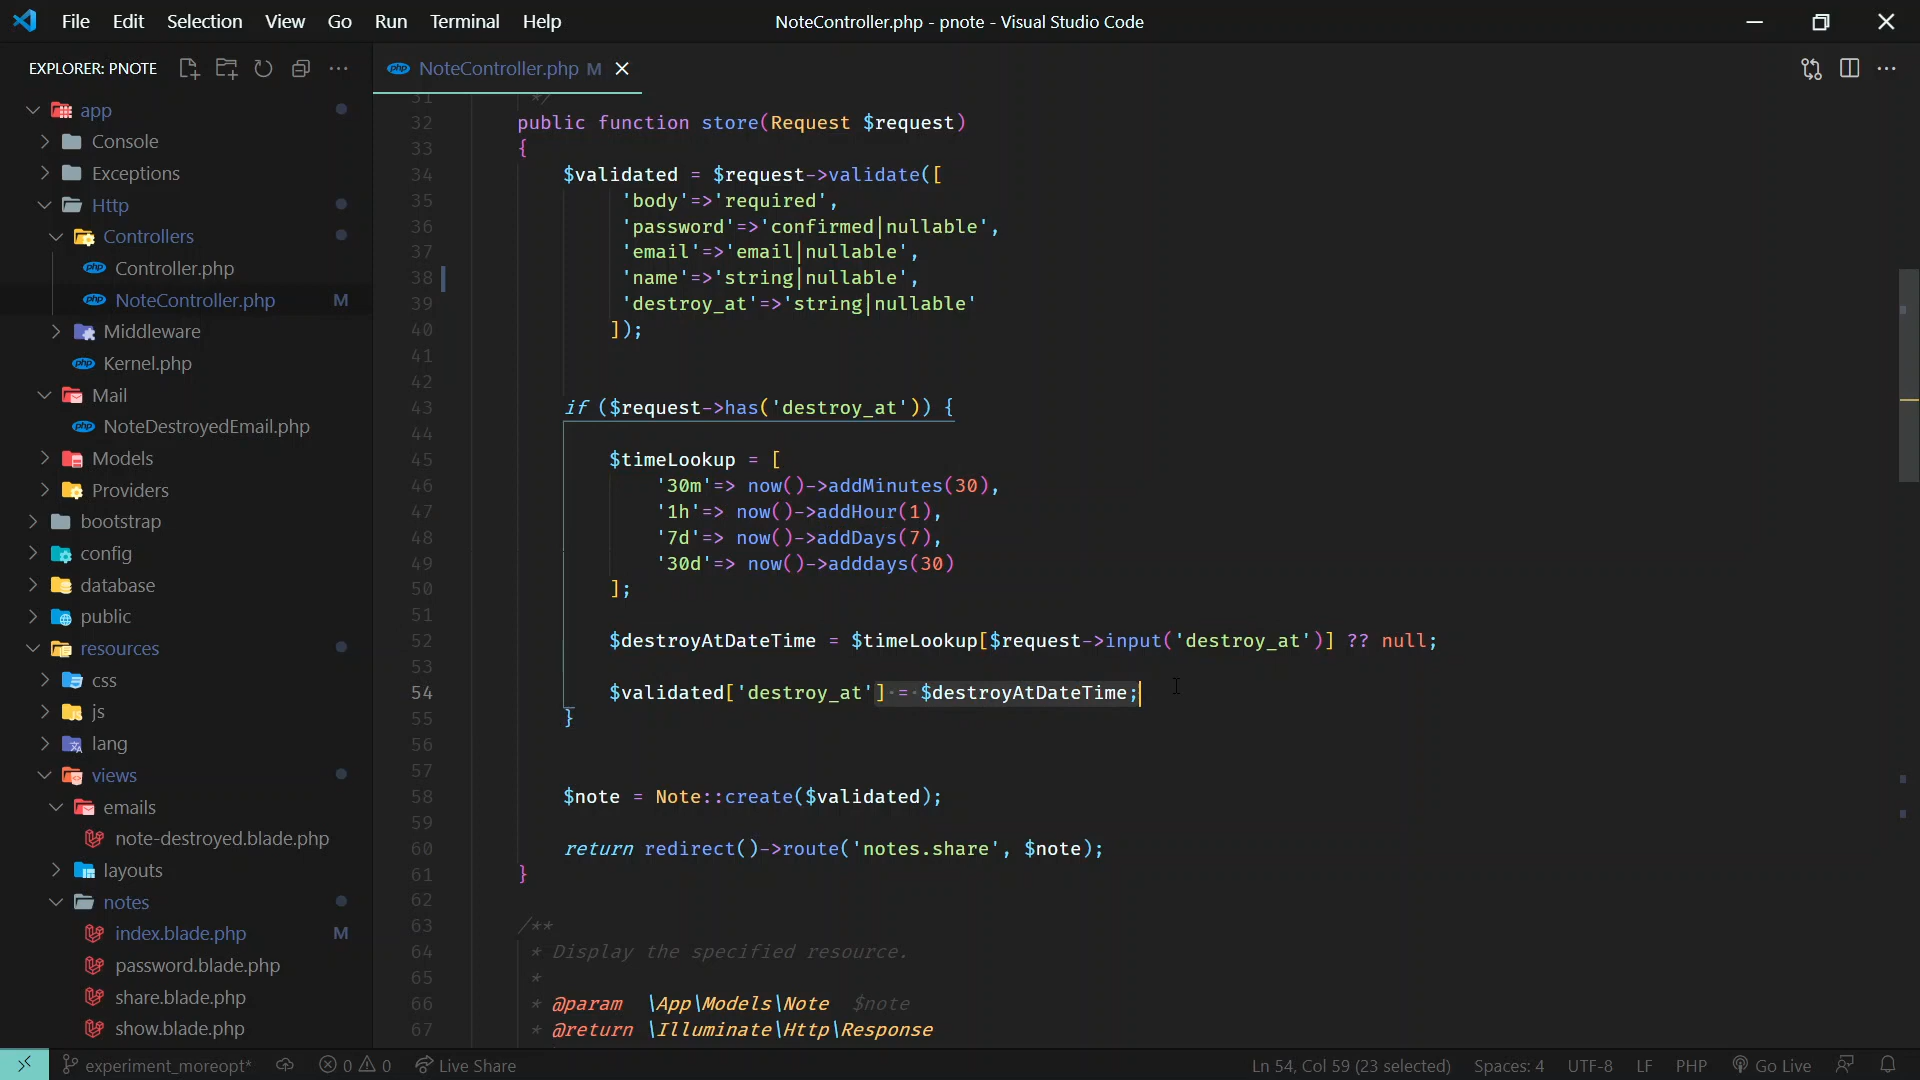 File Edit Selection View Go Run Terminal Help
NoteController.php - pnote - Visual Studio Code
EXPLORER: PNOTE
NoteController.php M
app
Console
Exceptions
Http
Controllers
Controller.php
NoteController.php M
Middleware
Kernel.php
Mail
NoteDestroyedEmail.php
Models
Providers
bootstrap
config
database
public
resources
css
js
lang
views
emails
note-destroyed.blade.php
layouts
notes
index.blade.php M
password.blade.php
share.blade.php
show.blade.php
31 */
32 public function store(Request $request)
33 {
34 $validated = $request->validate([
35 'body'=>'required',
36 'password'=>'confirmed|nullable',
37 'email'=>'email|nullable',
38 'name'=>'string|nullable',
39 'destroy_at'=>'string|nullable'
40 ]);
41
42
43 if ($request->has('destroy_at')) {
44
45 $timeLookup = [
46 '30m'=> now()->addMinutes(30),
47 '1h'=> now()->addHour(1),
48 '7d'=> now()->addDays(7),
49 '30d'=> now()->adddays(30)
50 ];
51
52 $destroyAtDateTime = $timeLookup[$request->input('destroy_at')] ?? null;
53
54 $validated['destroy_at'] = $destroyAtDateTime;
55 }
56
57
58 $note = Note::create($validated);
59
60 return redirect()->route('notes.share', $note);
61 }
62
63 /**
64 * Display the specified resource.
65 *
66 * @param \App\Models\Note $note
67 * @return \Illuminate\Http\Response
experiment_moreopt* 0 0 Live Share
Ln 54, Col 59 (23 selected) Spaces: 4 UTF-8 LF PHP Go Live